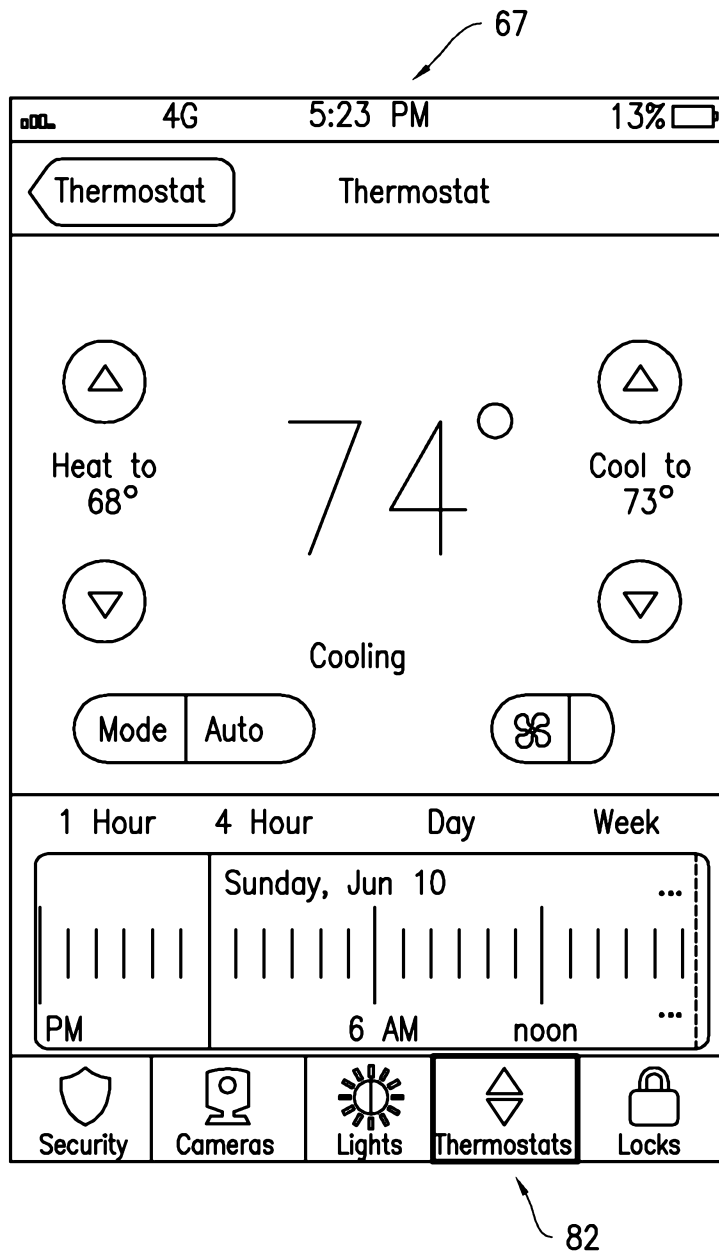 67
4G 5:23 PM 13%
Thermostat Thermostat
Heat to
68°
74°
Cool to
73°
Cooling
Mode Auto
1 Hour 4 Hour Day Week
Sunday, Jun 10 ...
...
PM 6 AM noon
Security Cameras Lights Thermostats Locks
82